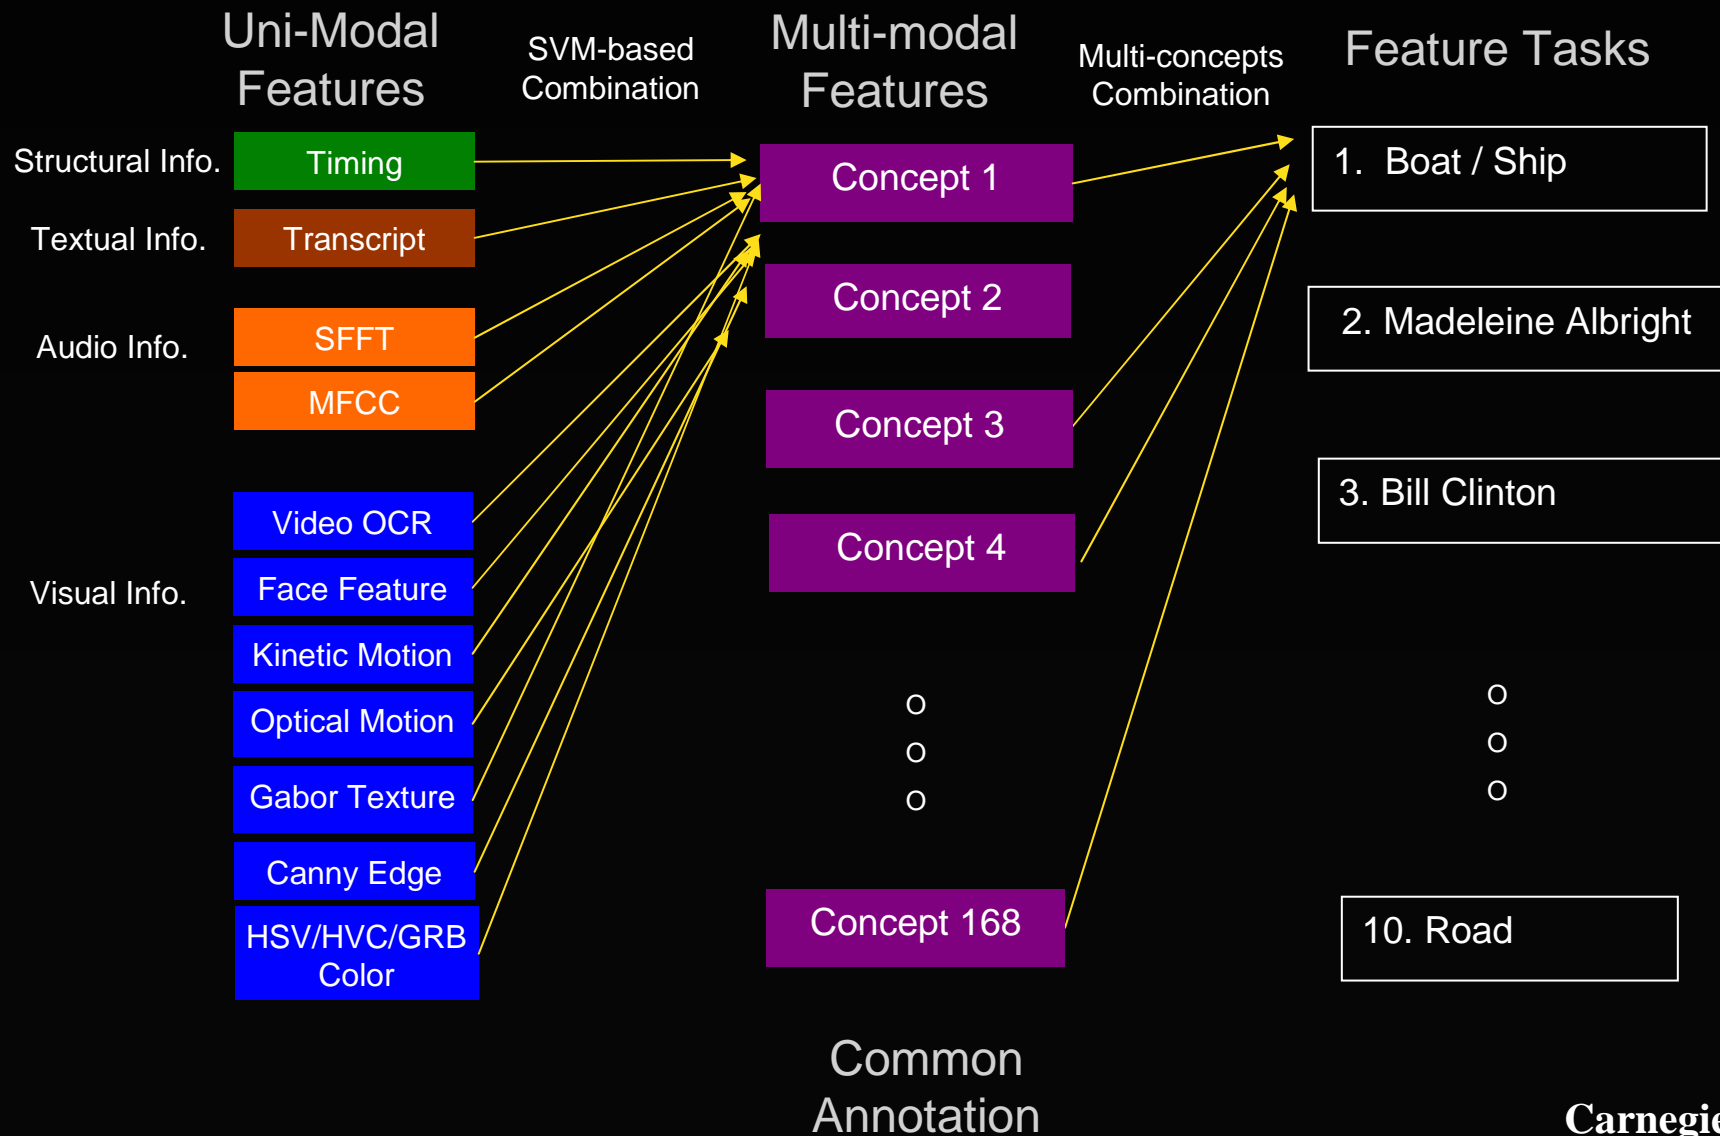 Uni-Modal
Features
SVM-based
Combination
Multi-modal
Features
Multi-concepts
Combination
Feature Tasks
Structural Info.
Timing
Concept 1
1. Boat / Ship
Textual Info.
Transcript
Concept 2
2. Madeleine Albright
Audio Info.
SFFT
MFCC
Concept 3
3. Bill Clinton
Video OCR
Concept 4
Visual Info.
Face Feature
Kinetic Motion
Optical Motion
o
o
o
o
o
o
Gabor Texture
Canny Edge
HSV/HVC/GRB
Color
Concept 168
10. Road
Common
Annotation
Carnegie